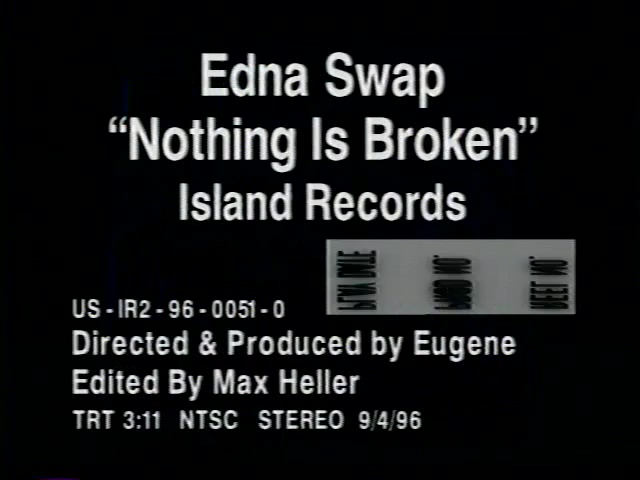 Edna Swap
“Nothing Is Broken”
Island Records
US - IR2 - 96 - 0051 - 0
Directed & Produced by Eugene
Edited By Max Heller
TRT 3:11 NTSC STEREO 9/4/96